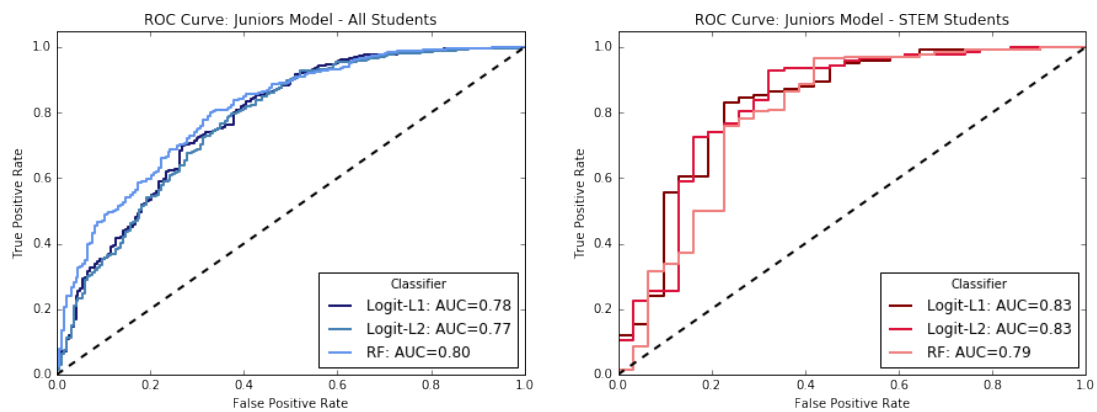 ROC Curve: Juniors Model - All Students
1.0
0.8
0.6
0.4
0.2
0.0
True Positive Rate
Classifier
Logit-L1: AUC=0.78
Logit-L2: AUC=0.77
RF: AUC=0.80
0.0 0.2 0.4 0.6 0.8 1.0
False Positive Rate
ROC Curve: Juniors Model - STEM Students
1.0
0.8
0.6
0.4
0.2
0.0
True Positive Rate
Classifier
Logit-L1: AUC=0.83
Logit-L2: AUC=0.83
RF: AUC=0.79
0.0 0.2 0.4 0.6 0.8 1.0
False Positive Rate